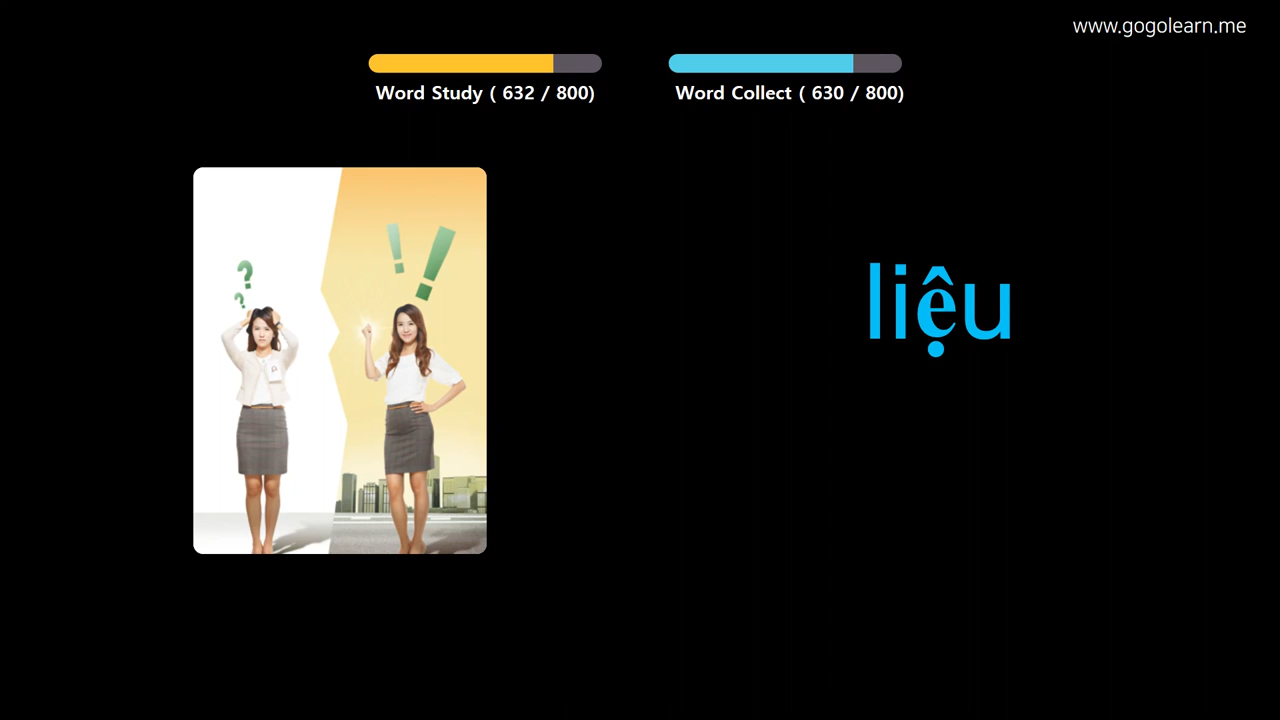 www.gogolearn.me
Word Study ( 632 / 800)
Word Collect ( 630 / 800)
? ?
! !
liệu